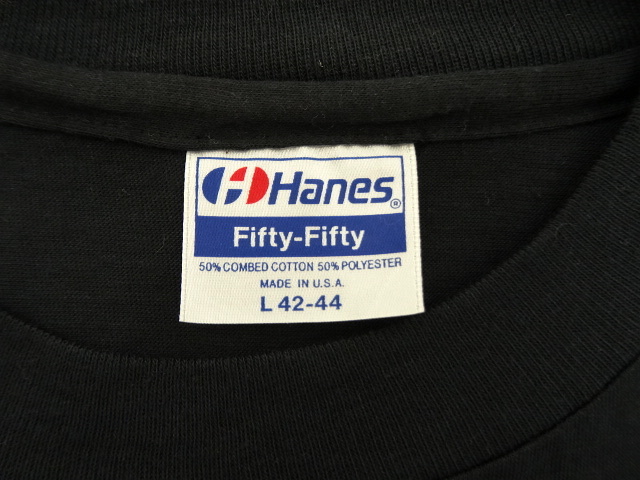 Hanes®
Fifty-Fifty
50% COMBED COTTON 50% POLYESTER
MADE IN U.S.A.
L 42-44